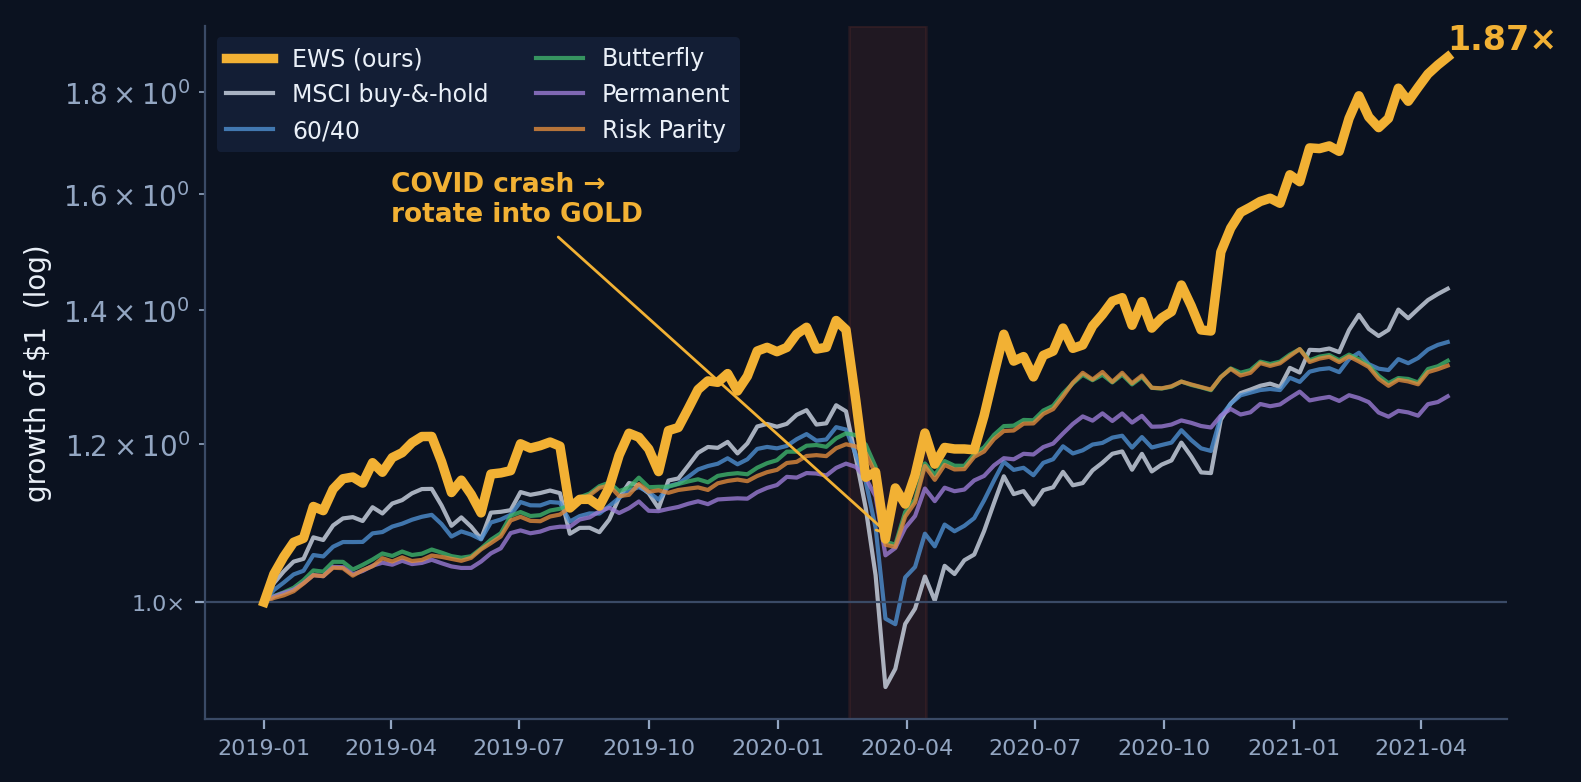 1.87×
EWS (ours)
MSCI buy-&-hold
60/40
Butterfly
Permanent
Risk Parity
COVID crash →
rotate into GOLD
growth of $1 (log)
1.8 × 10⁰
1.6 × 10⁰
1.4 × 10⁰
1.2 × 10⁰
1.0×
2019-01 2019-04 2019-07 2019-10 2020-01 2020-04 2020-07 2020-10 2021-01 2021-04